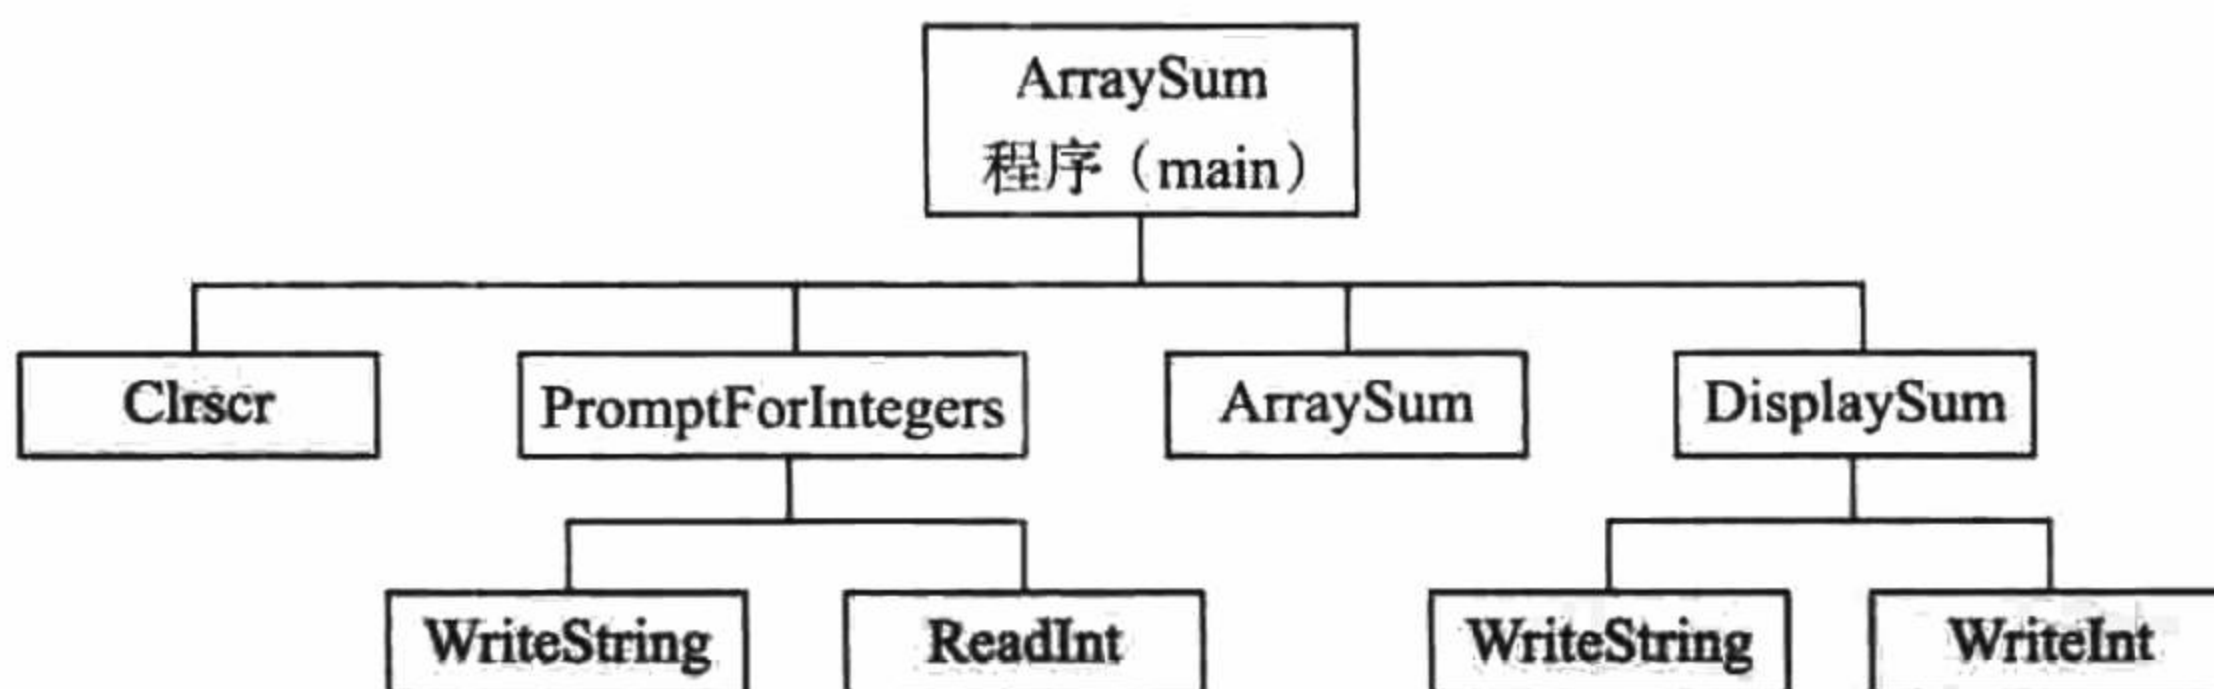 ArraySum
程序（main）
Clrscr
PromptForIntegers
ArraySum
DisplaySum
WriteString
ReadInt
WriteString
WriteInt